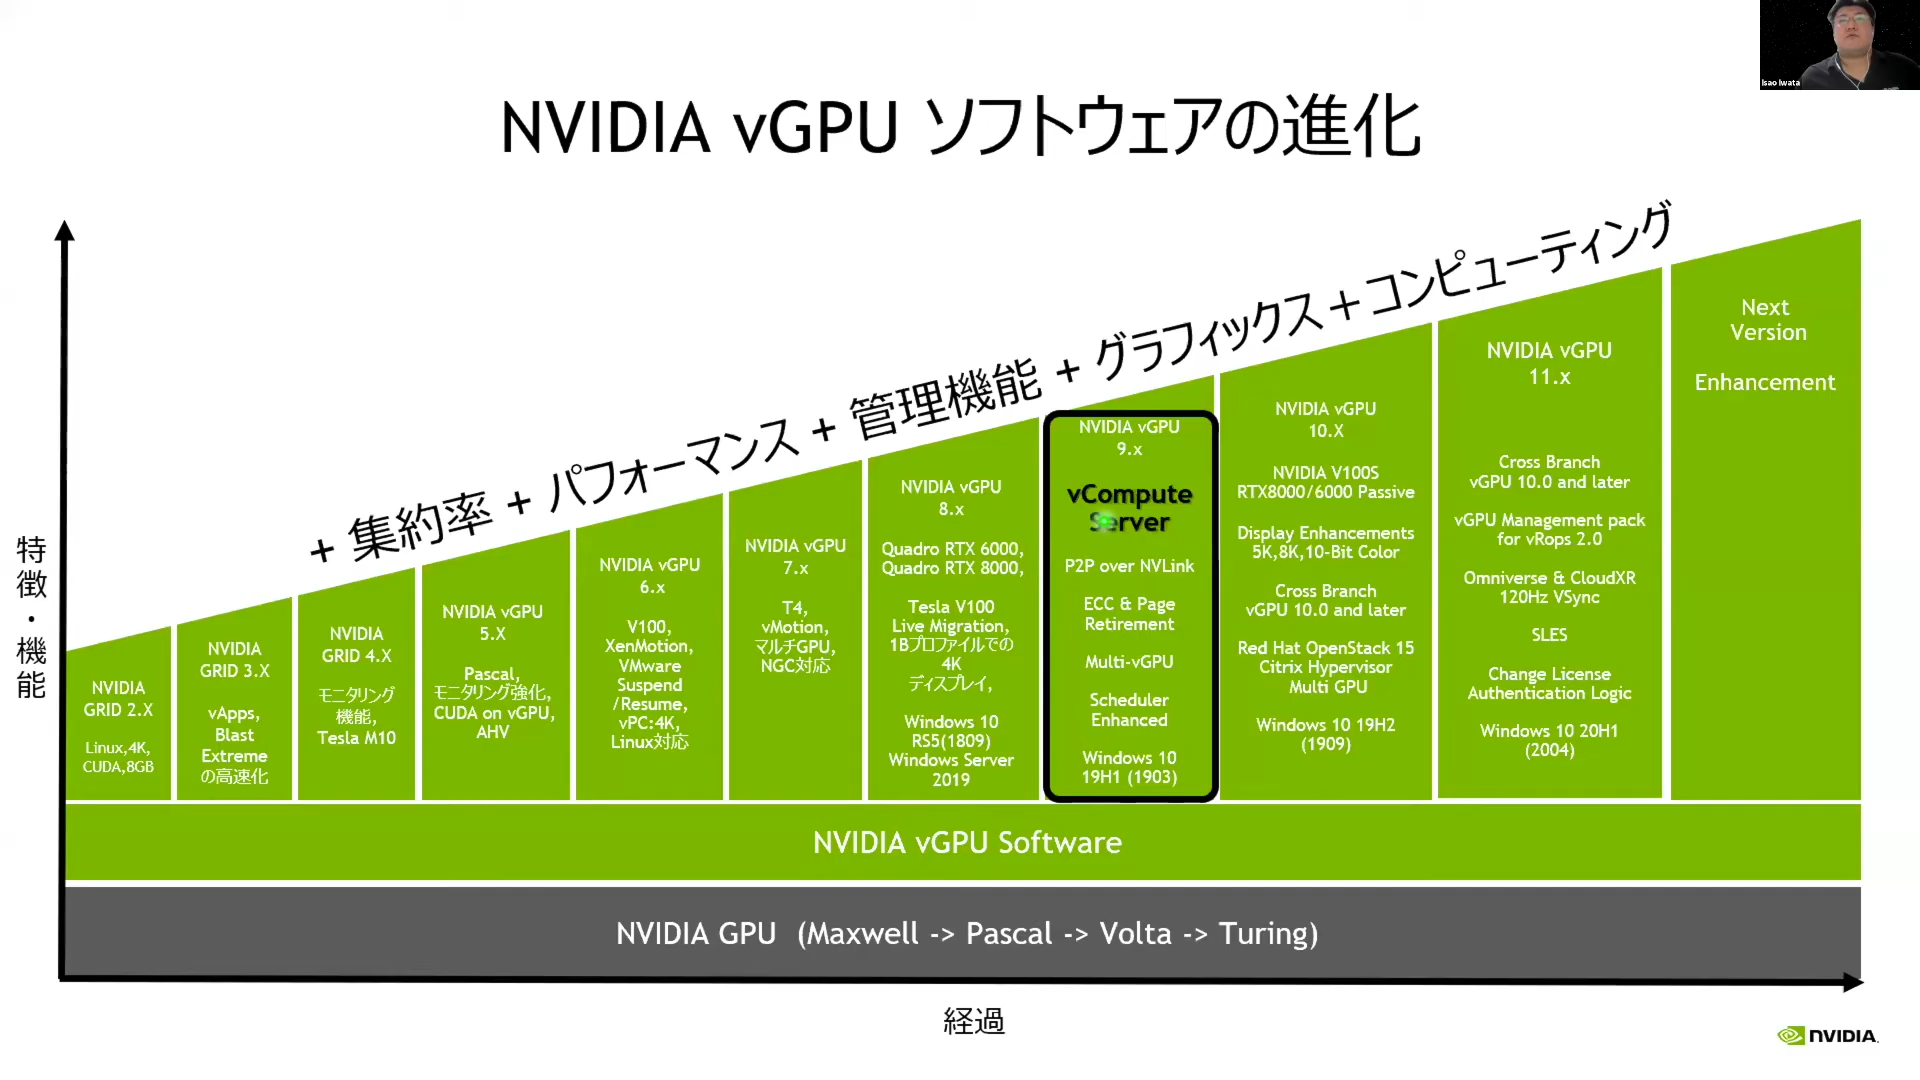 Isao Iwata
NVIDIA vGPU ソフトウェアの進化
+ 集約率 + パフォーマンス + 管理機能 + グラフィックス + コンピューティング
特徴・機能
NVIDIA
GRID 2.X
Linux,4K,
CUDA,8GB
NVIDIA
GRID 3.X
vApps,
Blast
Extreme
の高速化
NVIDIA
GRID 4.X
モニタリング
機能,
Tesla M10
NVIDIA vGPU
5.X
Pascal,
モニタリング強化,
CUDA on vGPU,
AHV
NVIDIA vGPU
6.x
V100,
XenMotion,
VMware
Suspend
/Resume,
vPC:4K,
Linux対応
NVIDIA vGPU
7.x
T4,
vMotion,
マルチGPU,
NGC対応
NVIDIA vGPU
8.x
Quadro RTX 6000,
Quadro RTX 8000,
Tesla V100
Live Migration,
1Bプロファイルでの
4K
ディスプレイ,
Windows 10
RS5(1809)
Windows Server
2019
NVIDIA vGPU
9.x
vCompute
Server
P2P over NVLink
ECC & Page
Retirement
Multi-vGPU
Scheduler
Enhanced
Windows 10
19H1 (1903)
NVIDIA vGPU
10.X
NVIDIA V100S
RTX8000/6000 Passive
Display Enhancements
5K,8K,10-Bit Color
Cross Branch
vGPU 10.0 and later
Red Hat OpenStack 15
Citrix Hypervisor
Multi GPU
Windows 10 19H2
(1909)
NVIDIA vGPU
11.x
Cross Branch
vGPU 10.0 and later
vGPU Management pack
for vRops 2.0
Omniverse & CloudXR
120Hz VSync
SLES
Change License
Authentication Logic
Windows 10 20H1
(2004)
Next
Version
Enhancement
NVIDIA vGPU Software
NVIDIA GPU (Maxwell -> Pascal -> Volta -> Turing)
経過
NVIDIA.